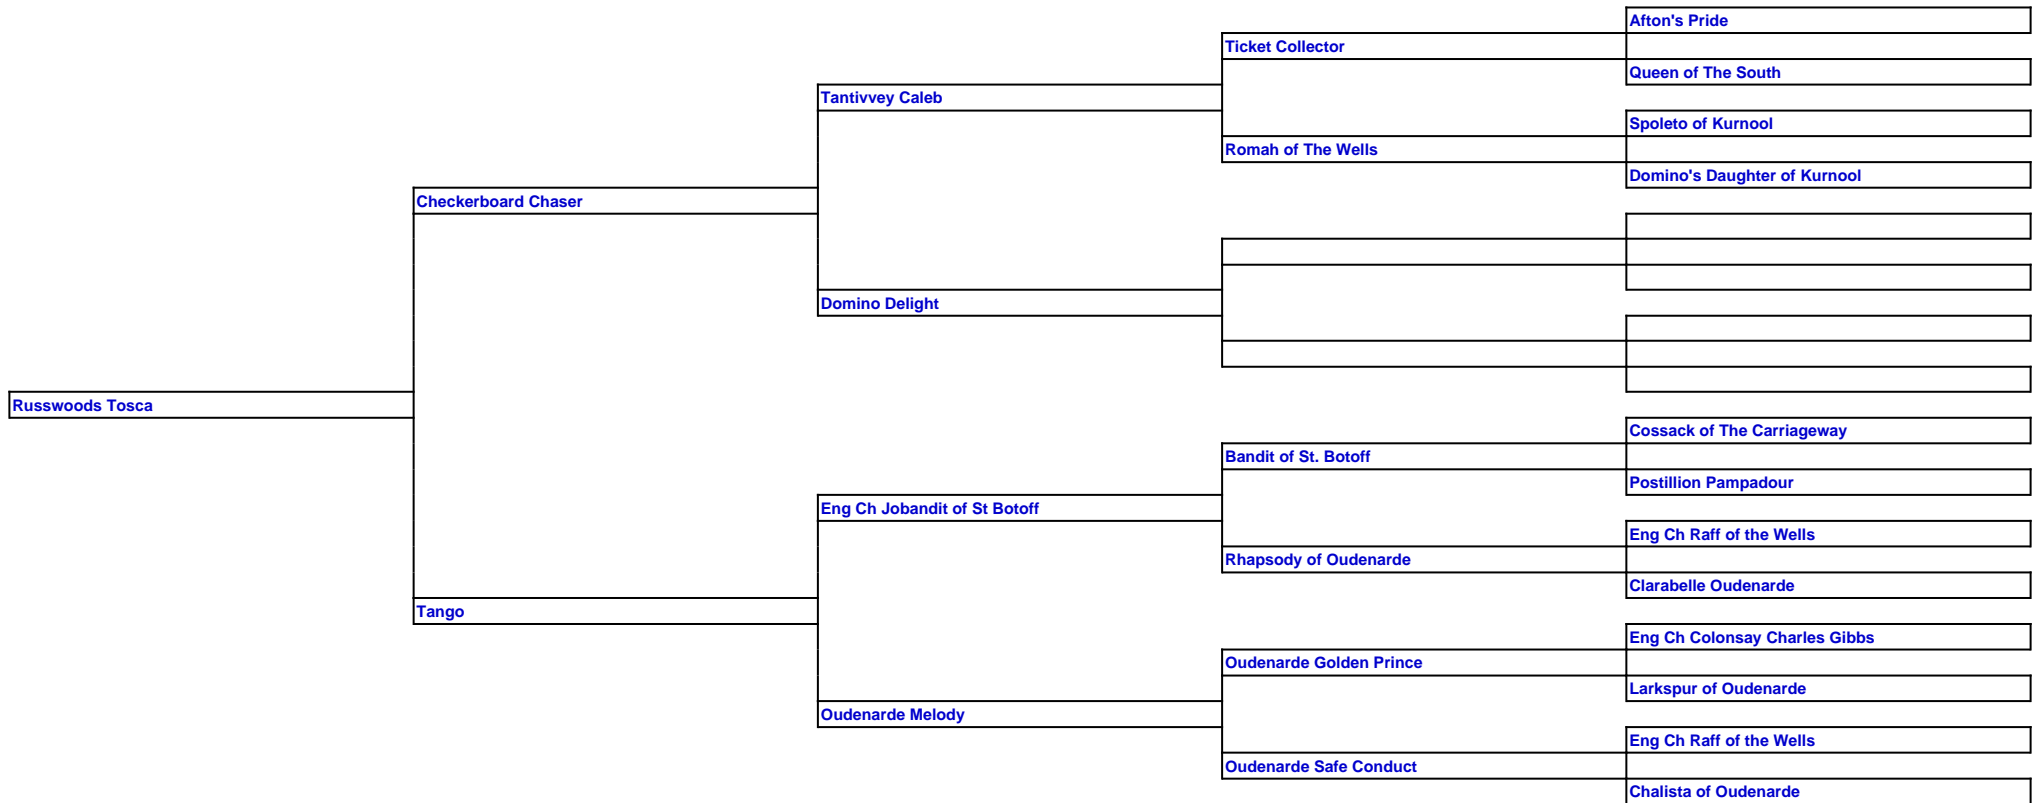 Afton's Pride
Ticket Collector
Queen of The South
Tantivvey Caleb
Spoleto of Kurnool
Romah of The Wells
Domino's Daughter of Kurnool
Checkerboard Chaser
Domino Delight
Russwoods Tosca
Cossack of The Carriageway
Bandit of St. Botoff
Postillion Pampadour
Eng Ch Jobandit of St Botoff
Eng Ch Raff of the Wells
Rhapsody of Oudenarde
Clarabelle Oudenarde
Tango
Eng Ch Colonsay Charles Gibbs
Oudenarde Golden Prince
Larkspur of Oudenarde
Oudenarde Melody
Eng Ch Raff of the Wells
Oudenarde Safe Conduct
Chalista of Oudenarde